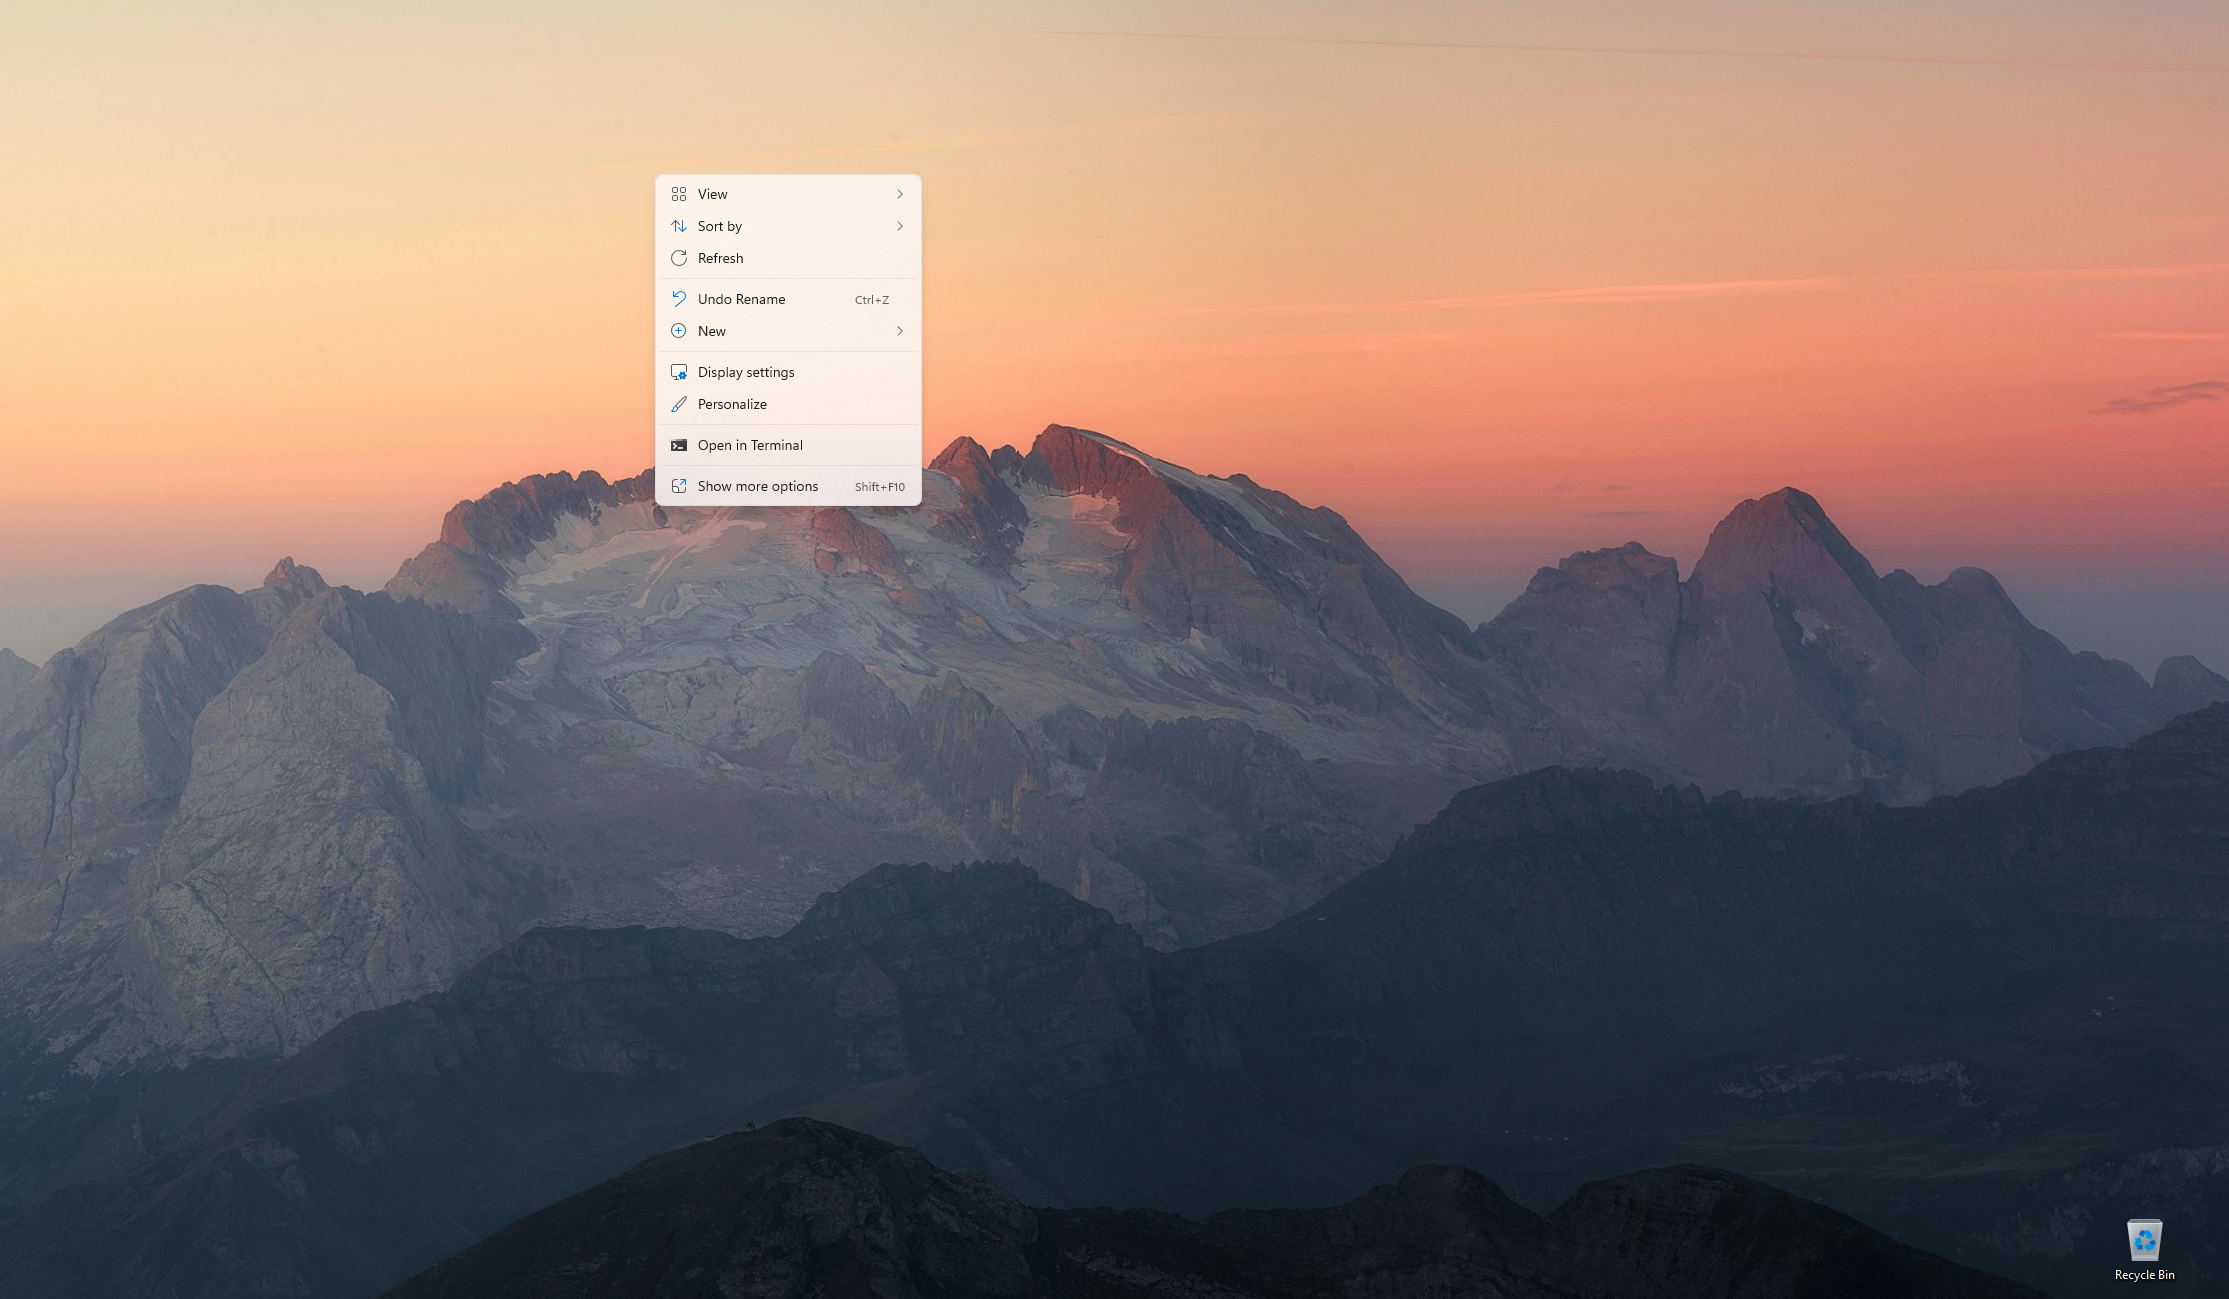 View
Sort by
Refresh
Undo Rename Ctrl+Z
New
Display settings
Personalize
Open in Terminal
Show more options Shift+F10
Recycle Bin